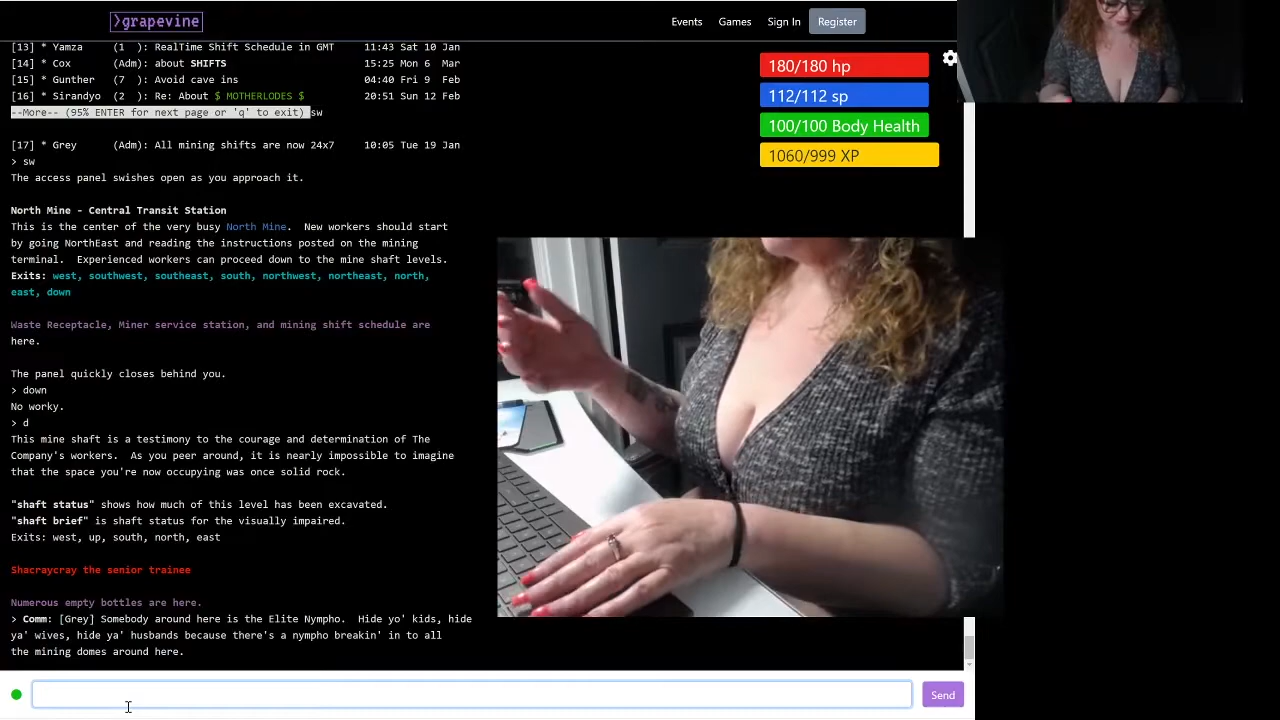 >grapevine
Events Games Sign In Register
[13] * Yamza (1 ): RealTime Shift Schedule in GMT 11:43 Sat 10 Jan
[14] * Cox (Adm): about SHIFTS 15:25 Mon 6 Mar
[15] * Gunther (7 ): Avoid cave ins 04:40 Fri 9 Feb
[16] * Sirandyo (2 ): Re: About $ MOTHERLODES $ 20:51 Sun 12 Feb
--More-- (95% ENTER for next page or 'q' to exit) sw
[17] * Grey (Adm): All mining shifts are now 24x7 10:05 Tue 19 Jan
> sw
The access panel swishes open as you approach it.
North Mine - Central Transit Station
This is the center of the very busy North Mine. New workers should start
by going NorthEast and reading the instructions posted on the mining
terminal. Experienced workers can proceed down to the mine shaft levels.
Exits: west, southwest, southeast, south, northwest, northeast, north,
east, down
Waste Receptacle, Miner service station, and mining shift schedule are
here.
The panel quickly closes behind you.
> down
No worky.
> d
This mine shaft is a testimony to the courage and determination of The
Company's workers. As you peer around, it is nearly impossible to imagine
that the space you're now occupying was once solid rock.
"shaft status" shows how much of this level has been excavated.
"shaft brief" is shaft status for the visually impaired.
Exits: west, up, south, north, east
Shacraycray the senior trainee
Numerous empty bottles are here.
> Comm: [Grey] Somebody around here is the Elite Nympho. Hide yo' kids, hide
ya' wives, hide ya' husbands because there's a nympho breakin' in to all
the mining domes around here.
180/180 hp
112/112 sp
100/100 Body Health
1060/999 XP
Send